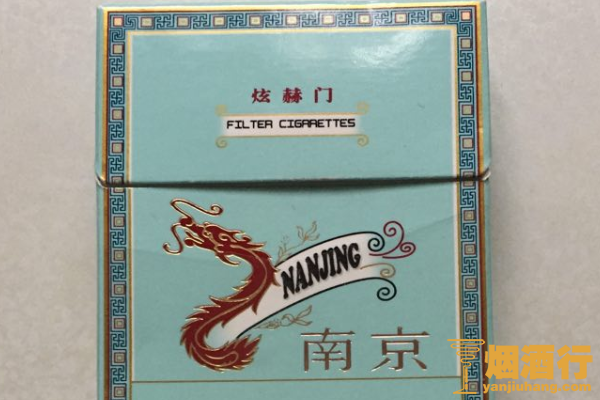 炫赫门
FILTER CIGARETTES
NANJING
南京
烟酒行
yanjiuhang.com